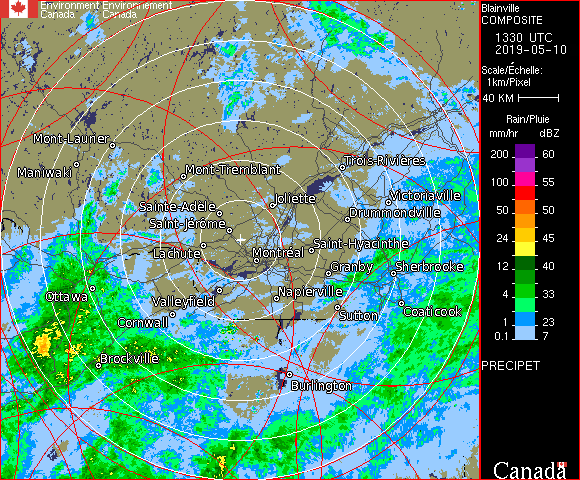 Environment Environnement
Canada Canada
Blainville
COMPOSITE
1330 UTC
2019-05-10
Scale/Échelle:
1km/Pixel
40 KM
Rain/Pluie
mm/hr dBZ
200 60
100 55
50 50
24 45
12 40
4 33
1 23
0.1 7
PRECIPET
Canada
Mont-Laurier
Maniwaki
Mont-Tremblant
Trois-Rivières
Joliette
Victoriaville
Sainte-Adele
Drummondville
Saint-Jérôme
Saint-Hyacinthe
Lachute
Montréal
Granby
Sherbrooke
Ottawa
Valleyfield
Napierville
Coaticook
Cornwall
Sutton
Brockville
Burlington